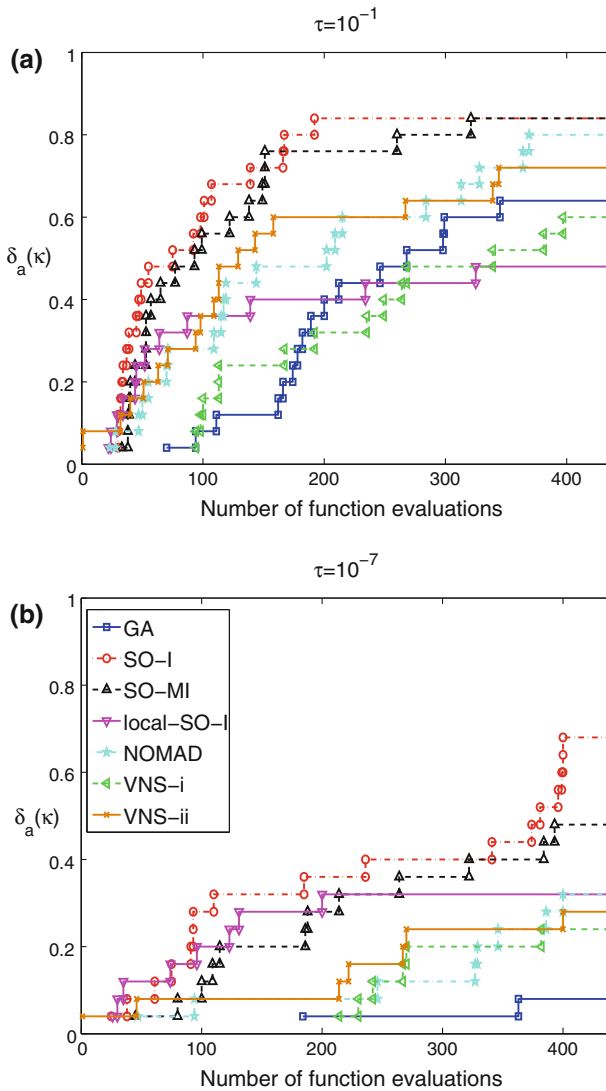 τ=10⁻¹
(a)
1
0.8
0.6
δ_a(κ)
0.4
0.2
0
0 100 200 300 400
Number of function evaluations
τ=10⁻⁷
(b)
1
0.8
0.6
δ_a(κ)
0.4
0.2
0
GA
SO-I
SO-MI
local-SO-I
NOMAD
VNS-i
VNS-ii
0 100 200 300 400
Number of function evaluations